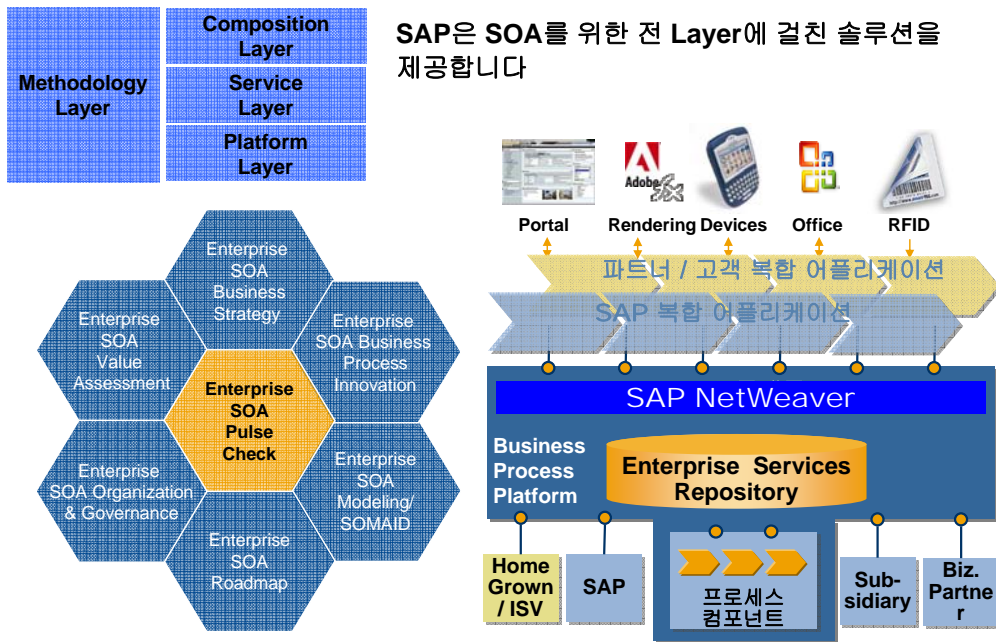 SAP은 SOA를 위한 전 Layer에 걸친 솔루션을
제공합니다
Methodology
Layer
Composition
Layer
Service
Layer
Platform
Layer
Enterprise
SOA
Business
Strategy
Enterprise
SOA
Value
Assessment
Enterprise
SOA Business
Process
Innovation
Enterprise
SOA
Pulse
Check
Enterprise
SOA Organization
& Governance
Enterprise
SOA
Modeling/
SOMAID
Enterprise
SOA
Roadmap
Adobe
Portal
Rendering
Devices
Office
RFID
파트너 / 고객 복합 어플리케이션
SAP 복합 어플리케이션
SAP NetWeaver
Business
Process
Platform
Enterprise Services
Repository
Home
Grown
/ ISV
SAP
프로세스
컴포넌트
Sub-
sidiary
Biz.
Partne
r